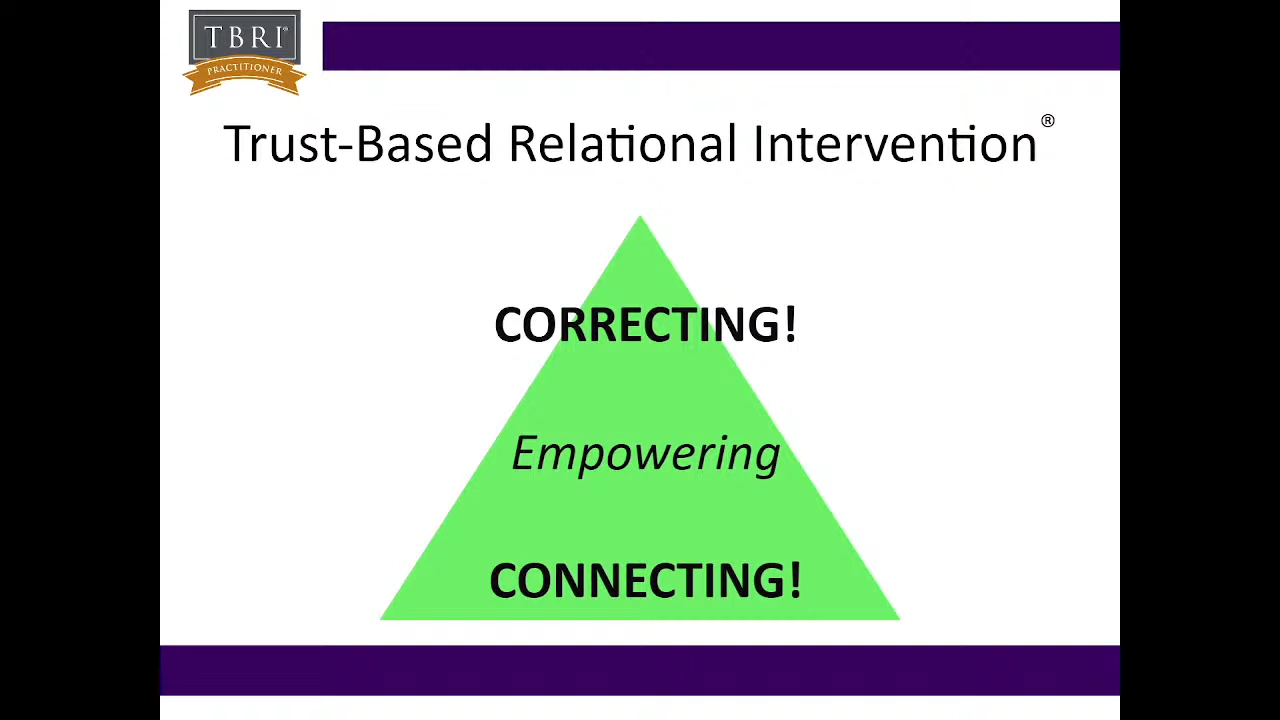 TBRI®
PRACTITIONER
Trust-Based Relational Intervention®
CORRECTING!
Empowering
CONNECTING!